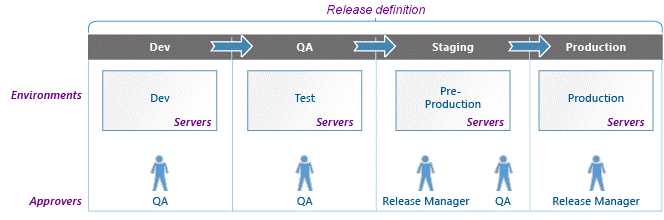 Release definition
Dev QA Staging Production
Environments
Dev Test Pre-Production Production
Servers Servers Servers Servers
Approvers QA QA Release Manager QA Release Manager